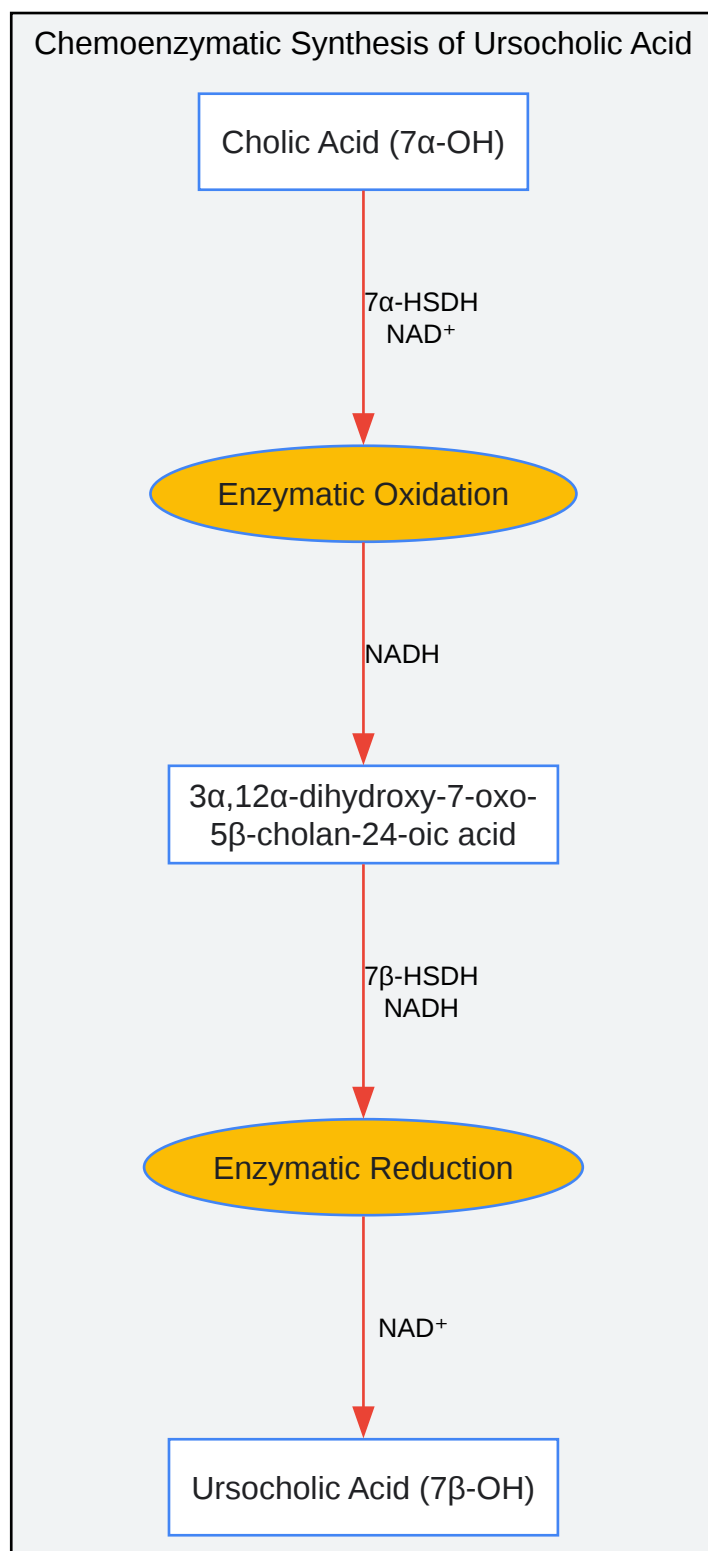 Chemoenzymatic Synthesis of Ursocholic Acid
Cholic Acid (7α-OH)
7α-HSDH
NAD⁺
Enzymatic Oxidation
NADH
3α,12α-dihydroxy-7-oxo-
5β-cholan-24-oic acid
7β-HSDH
NADH
Enzymatic Reduction
NAD⁺
Ursocholic Acid (7β-OH)